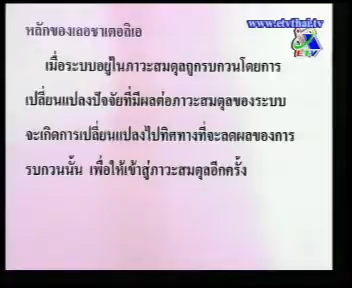 www.etvthai.tv
หลักของเลอชาเตอลิเอ
ETV
เมื่อระบบอยู่ในภาวะสมดุลถูกรบกวนโดยการ
เปลี่ยนแปลงปัจจัยที่มีผลต่อภาวะสมดุลของระบบ
จะเกิดการเปลี่ยนแปลงไปทิศทางที่จะลดผลของการ
รบกวนนั้น เพื่อให้เข้าสู่ภาวะสมดุลอีกครั้ง